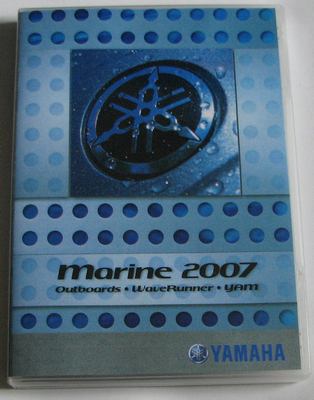 marine 2007
Outboards • WaveRunner • YAM
YAMAHA